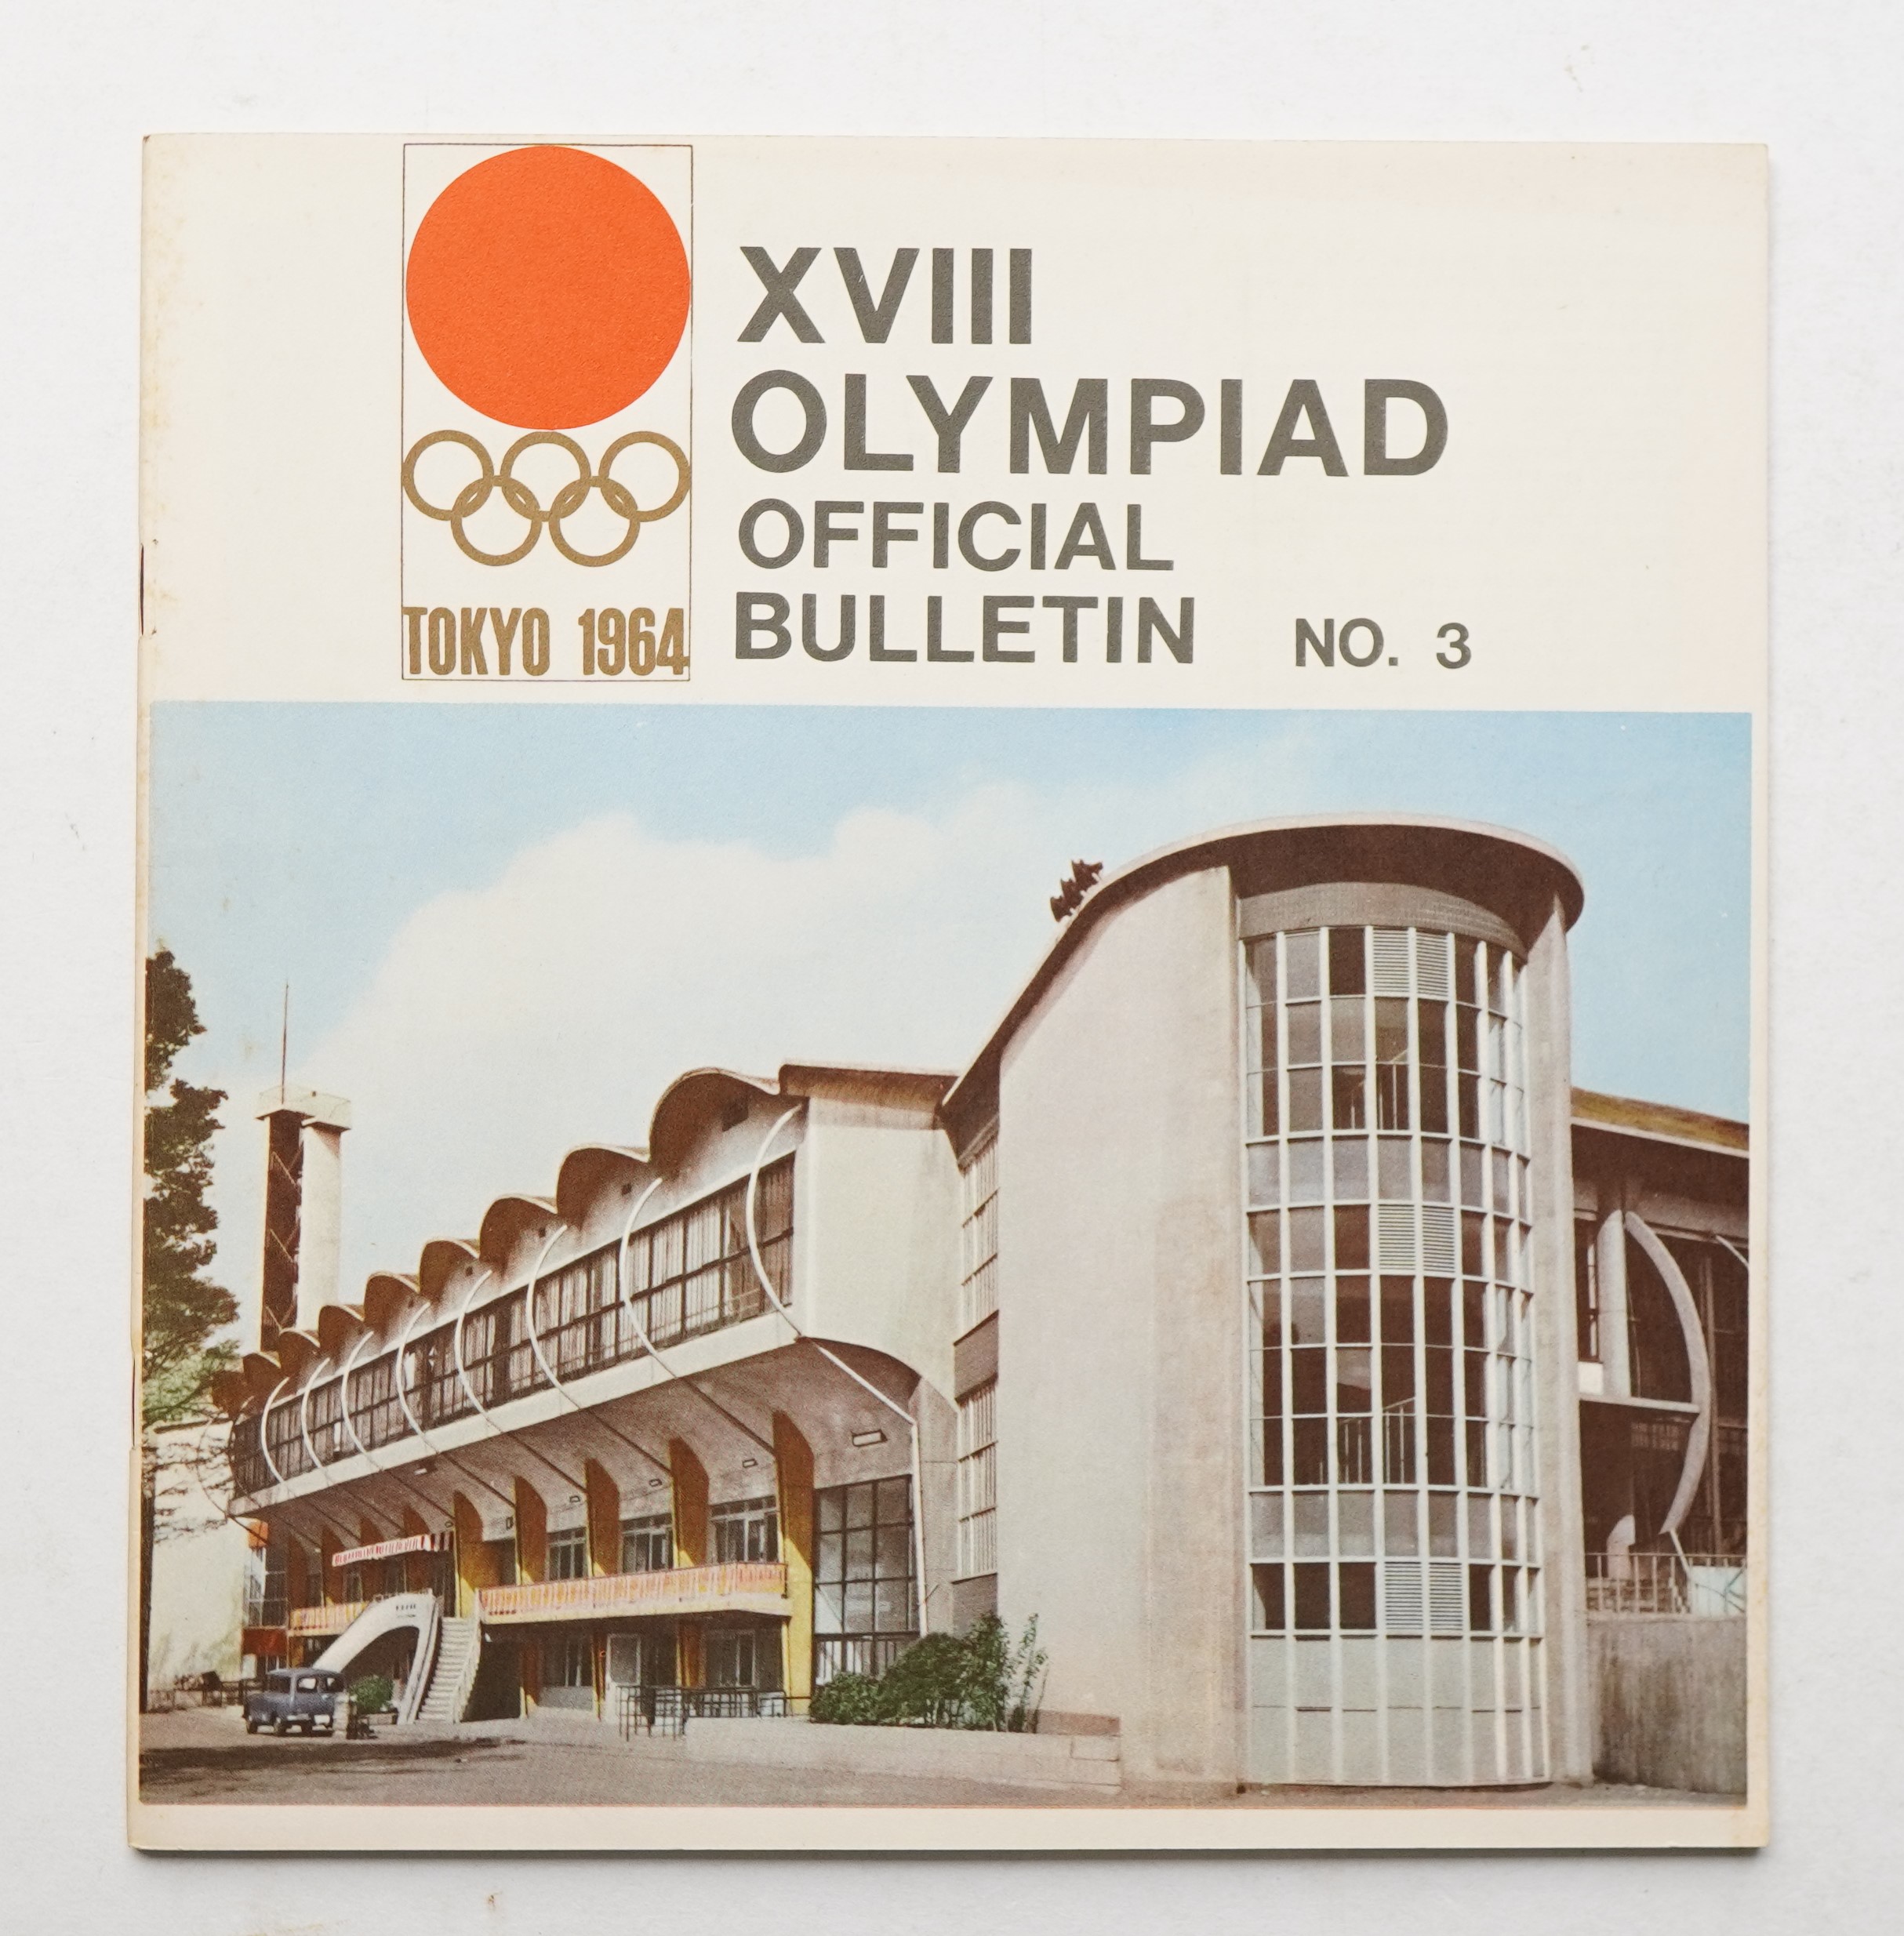 XVIII
OLYMPIAD
OFFICIAL
BULLETIN NO. 3
TOKYO 1964